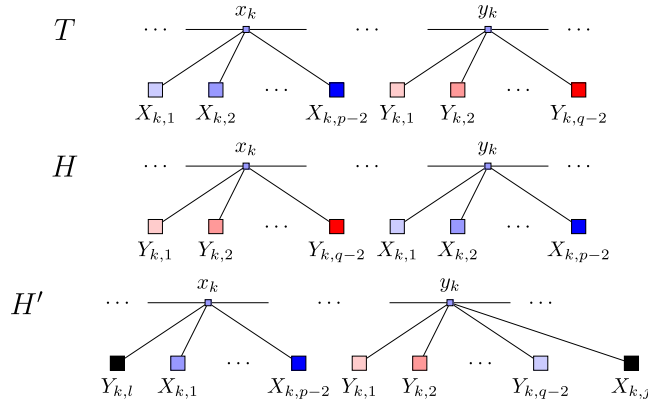 x_k y_k
T ... ... ...
... ...
X_{k,1} X_{k,2} X_{k,p-2} Y_{k,1} Y_{k,2} Y_{k,q-2}
x_k y_k
H ... ... ...
... ...
Y_{k,1} Y_{k,2} Y_{k,q-2} X_{k,1} X_{k,2} X_{k,p-2}
x_k y_k
H' ... ... ...
... ...
Y_{k,l} X_{k,1} X_{k,p-2} Y_{k,1} Y_{k,2} Y_{k,q-2}